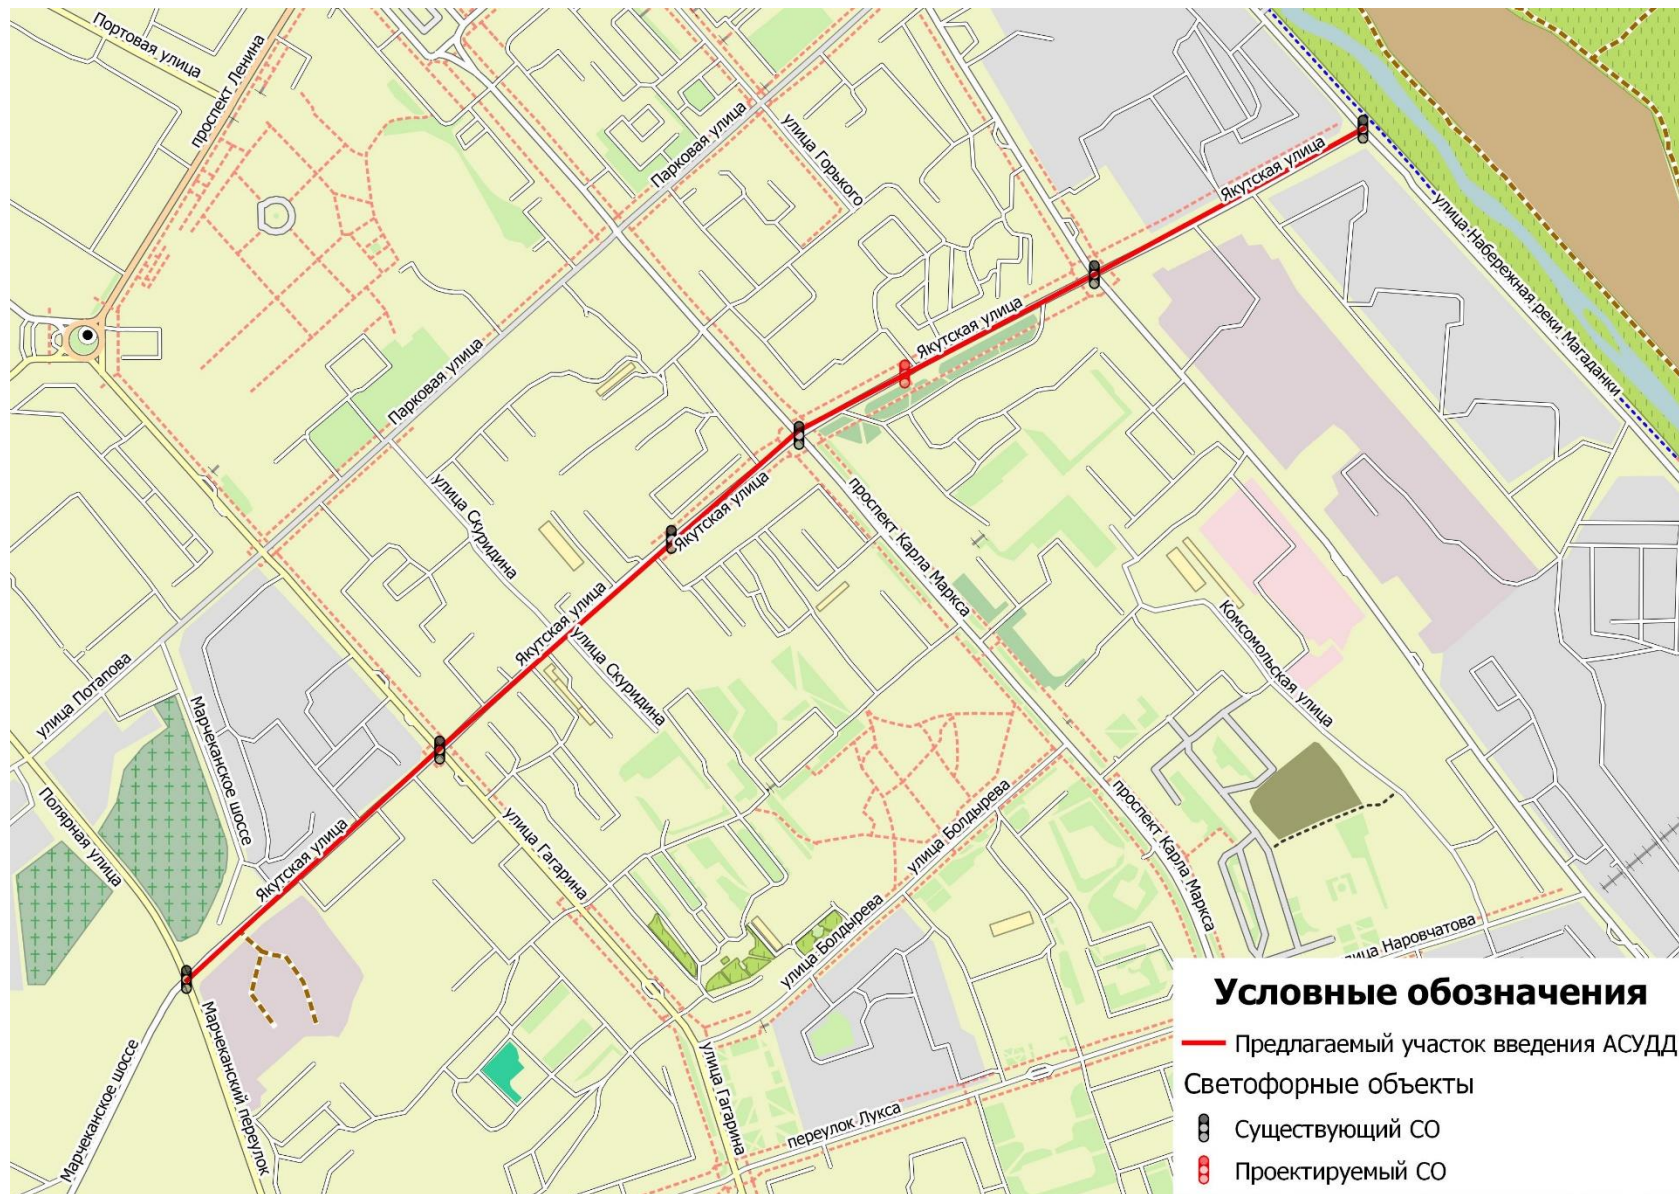 Портовая улица
проспект Ленина
Парковая улица
улица Горького
Якутская улица
улица Набережная реки Магаданки
Якутская улица
Парковая улица
улица Скуридина
Якутская улица
проспект Карла Маркса
Якутская улица
улица Скуридина
Комсомольская улица
улица Потапова
Марчеканское шоссе
Полярная улица
Якутская улица
улица Гагарина
улица Болдырева
проспект Карла Маркса
улица Болдырева
лица Наровчатова
Марчеканское шоссе
Марчеканский переулок
улица Гагарина
переулок Лукса
Условные обозначения
Предлагаемый участок введения АСУДД
Светофорные объекты
Существующий СО
Проектируемый СО